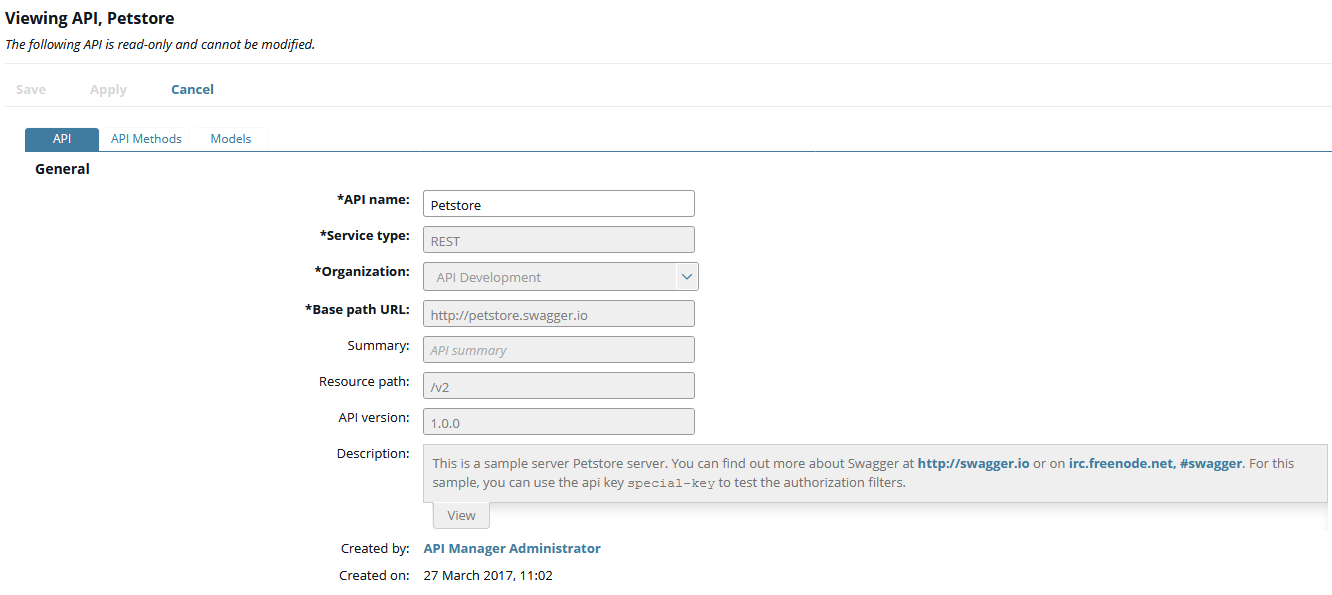 Viewing API, Petstore
The following API is read-only and cannot be modified.
Save Apply Cancel
API API Methods Models
General
*API name: Petstore
*Service type: REST
*Organization: API Development
*Base path URL: http://petstore.swagger.io
Summary: API summary
Resource path: /v2
API version: 1.0.0
Description: This is a sample server Petstore server. You can find out more about Swagger at http://swagger.io or on irc.freenode.net, #swagger. For this
sample, you can use the api key special-key to test the authorization filters.
View
Created by: API Manager Administrator
Created on: 27 March 2017, 11:02